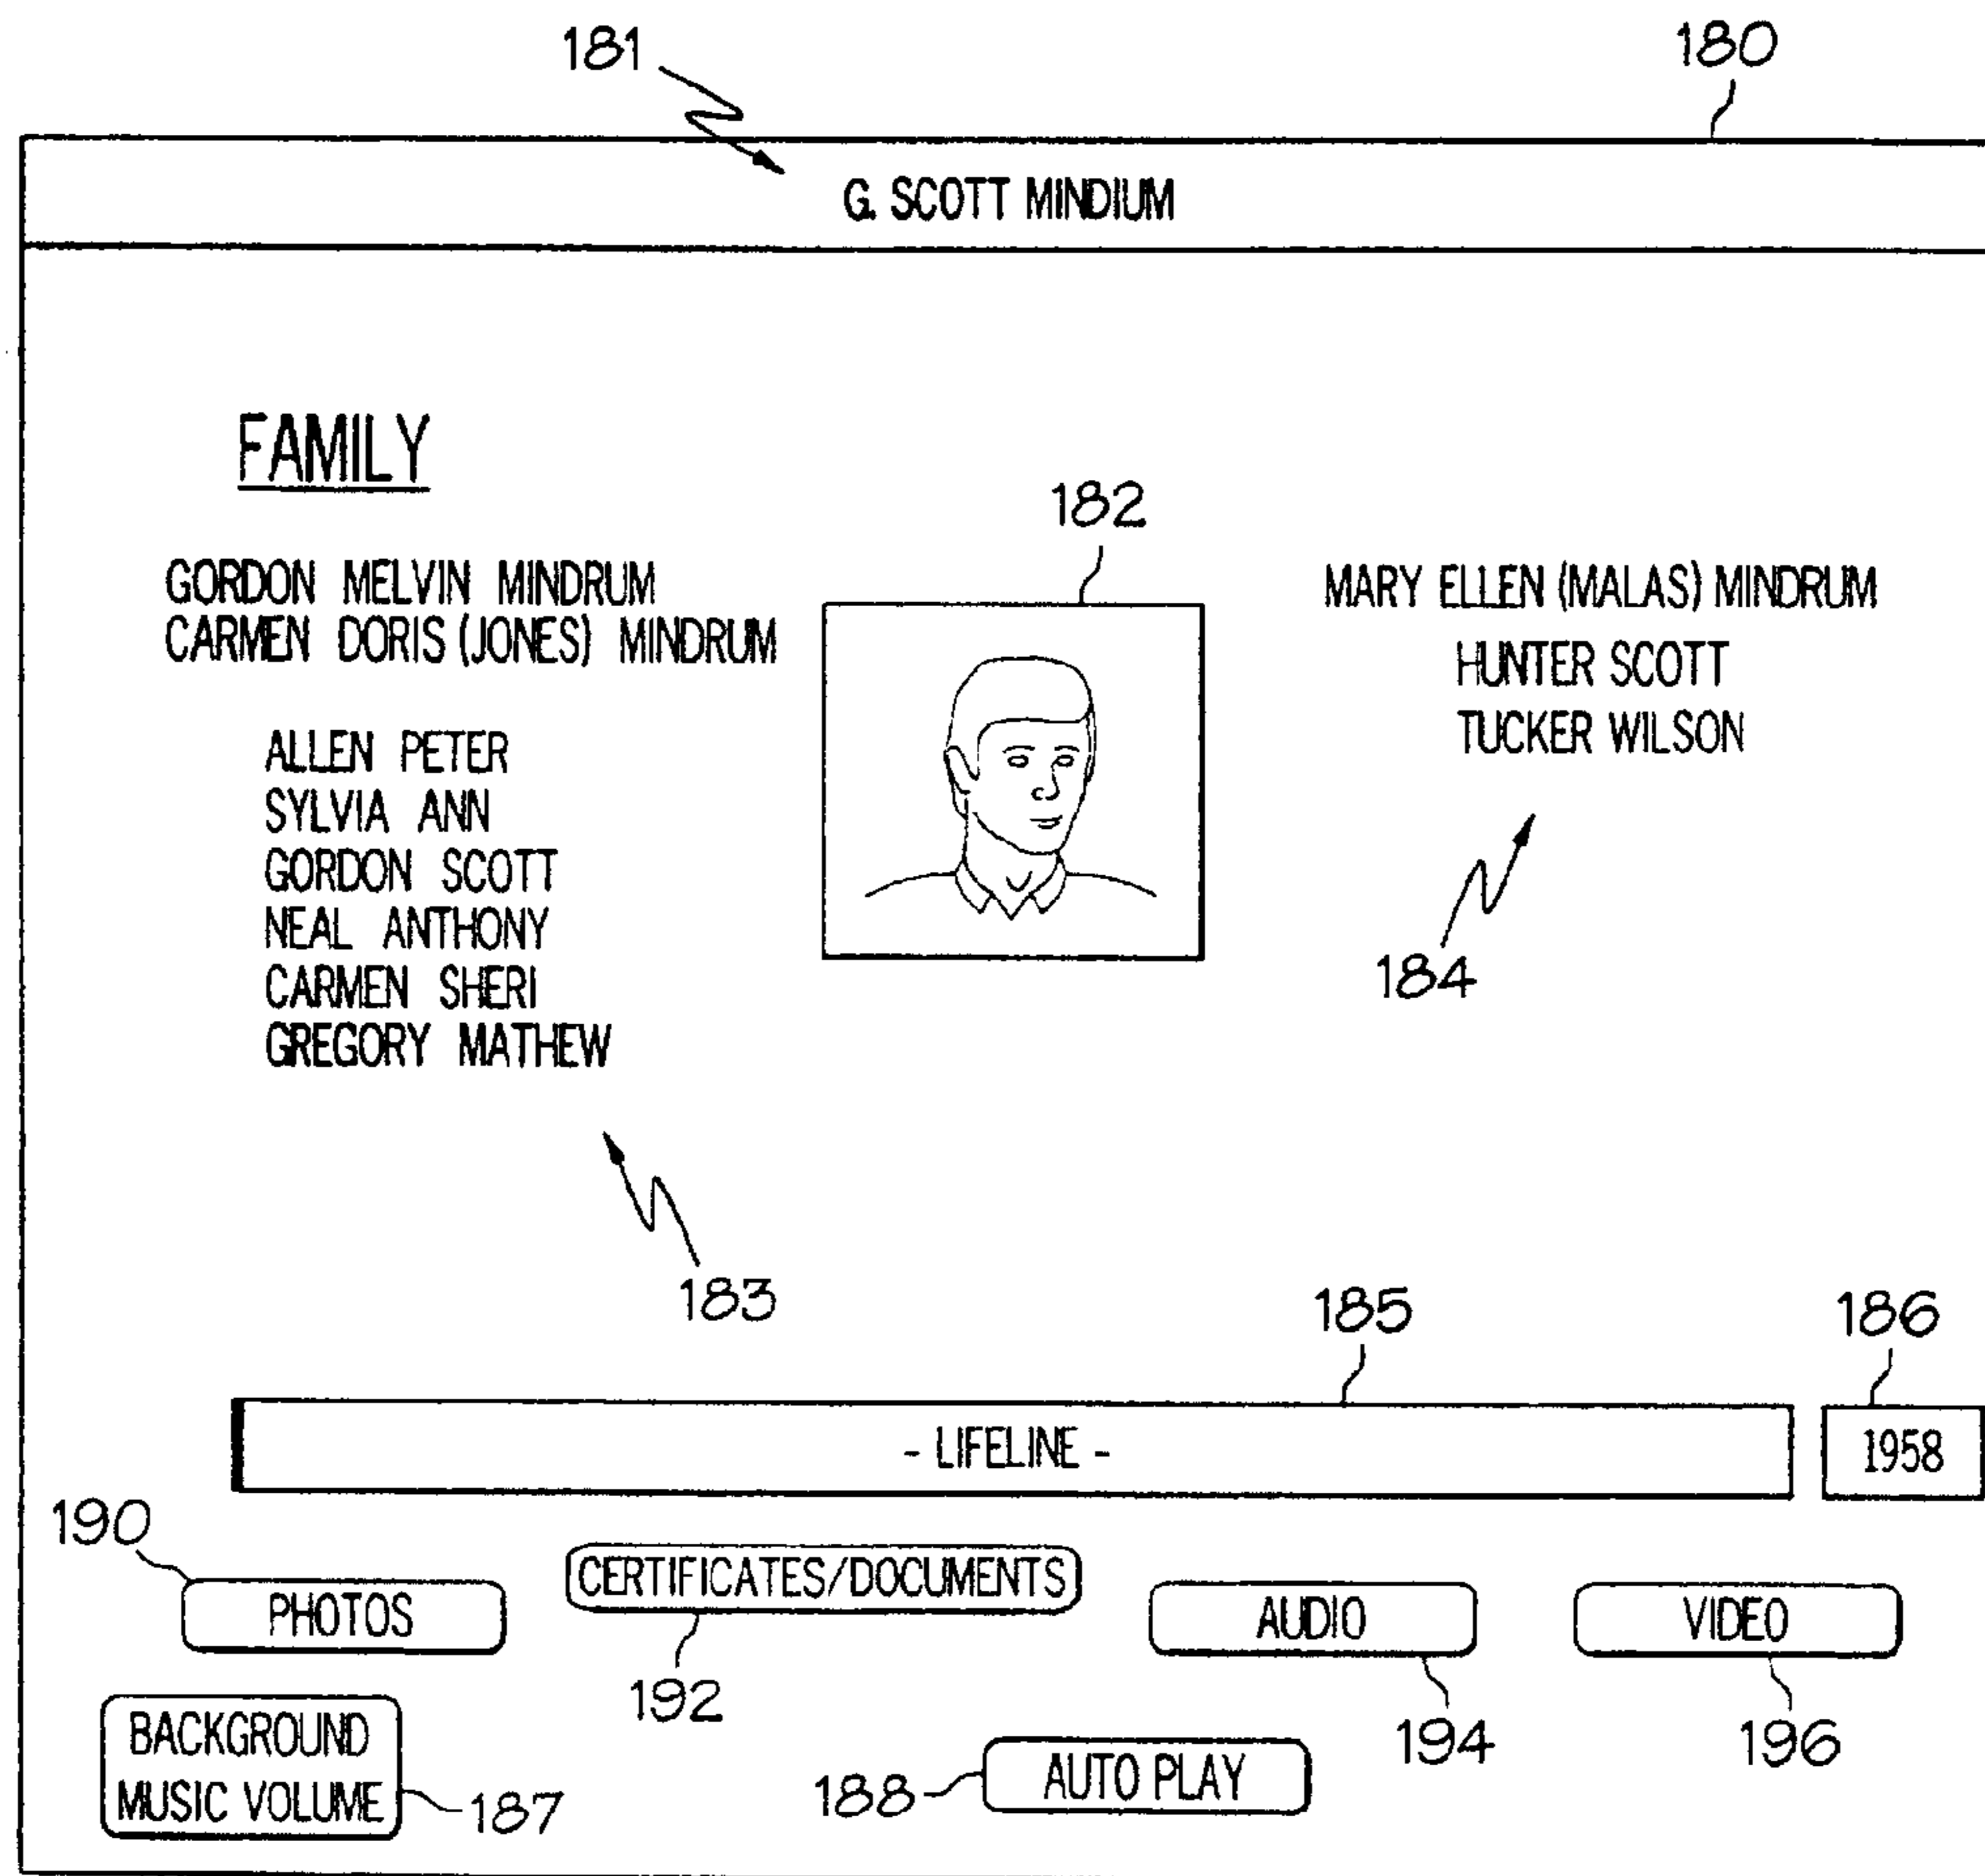 181
180
G. SCOTT MINDIUM
FAMILY
182
GORDON MELVIN MINDRUM
CARMEN DORIS (JONES) MINDRUM
MARY ELLEN (MALAS) MINDRUM
HUNTER SCOTT
TUCKER WILSON
ALLEN PETER
SYLVIA ANN
GORDON SCOTT
NEAL ANTHONY
CARMEN SHERI
GREGORY MATHEW
184
183
185
186
- LIFELINE -
1958
190
PHOTOS
CERTIFICATES/DOCUMENTS
AUDIO
VIDEO
192
194
196
BACKGROUND
MUSIC VOLUME
187
188
AUTO PLAY